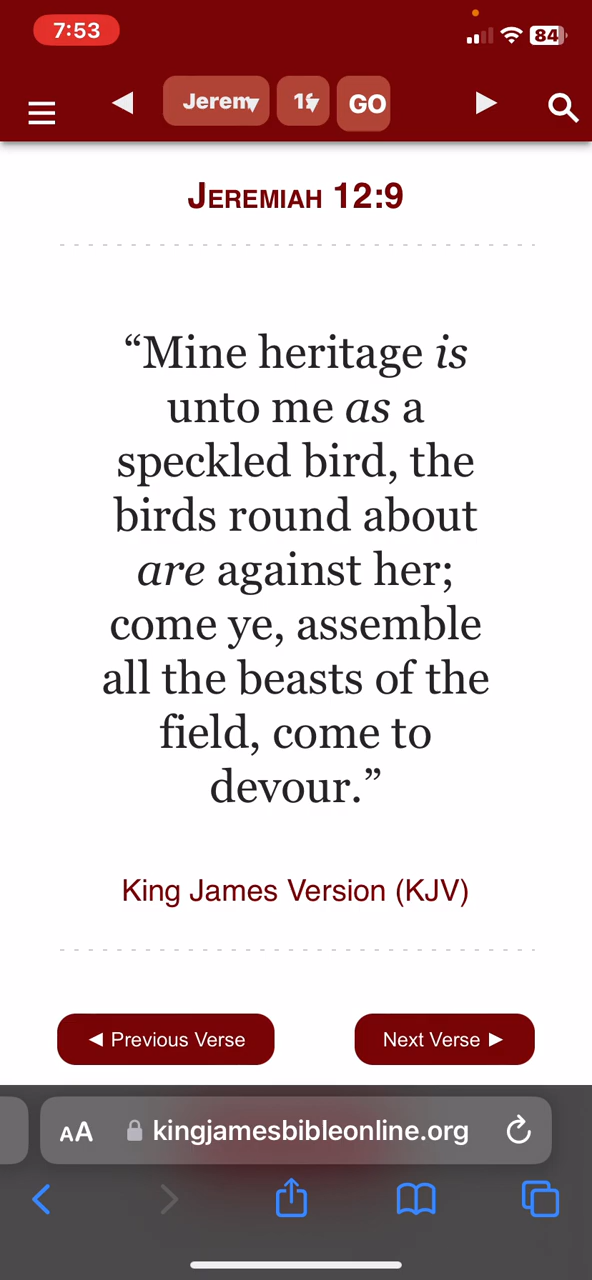 7:53
84
Jerem
GO
JEREMIAH 12:9
“Mine heritage is
unto me as a
speckled bird, the
birds round about
are against her;
come ye, assemble
all the beasts of the
field, come to
devour.”
King James Version (KJV)
◄ Previous Verse
Next Verse ►
AA kingjamesbibleonline.org